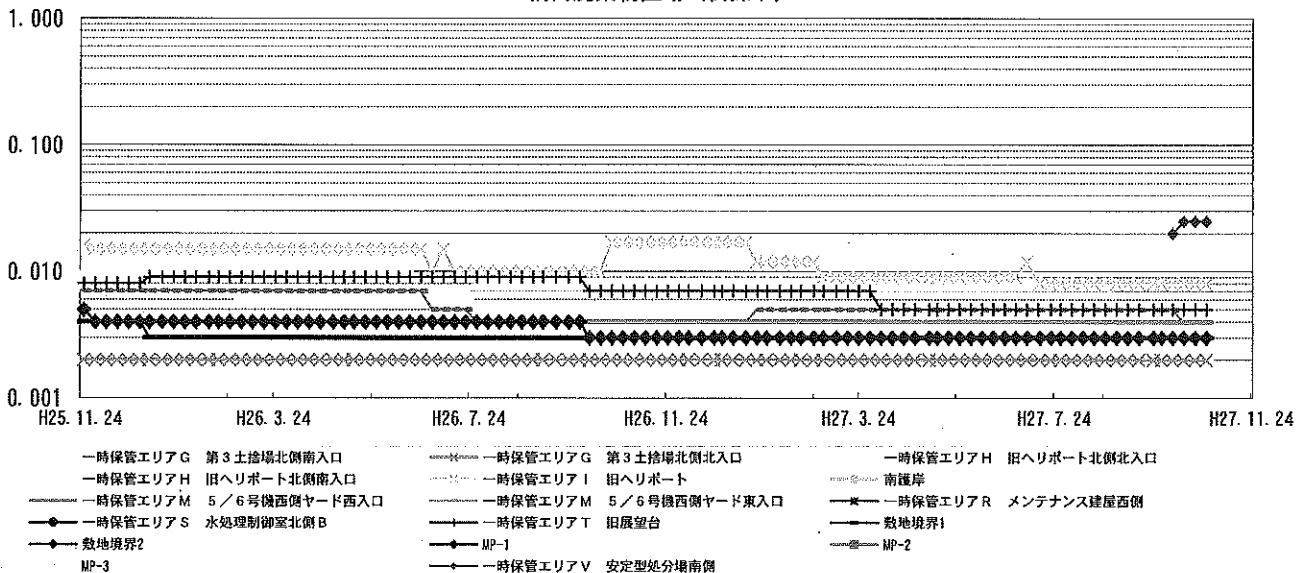 1.000
0.100
0.010
0.001
H25.11.24 H26.3.24 H26.7.24 H26.11.24 H27.3.24 H27.7.24 H27.11.24
一時保管エリアG 第3土捨場北側南入口 一時保管エリアG 第3土捨場北側北入口 一時保管エリアH 旧ヘリポート北側北入口
一時保管エリアH 旧ヘリポート北側南入口 一時保管エリアI 旧ヘリポート 南護岸
一時保管エリアM 5/6号機西側ヤード西入口 一時保管エリアM 5/6号機西側ヤード東入口 一時保管エリアR メンテナンス建屋西側
一時保管エリアS 水処理制御室北側B 一時保管エリアT 旧展望台 敷地境界1
敷地境界2 MP-1 MP-2
MP-3 一時保管エリアV 安定型処分場南側